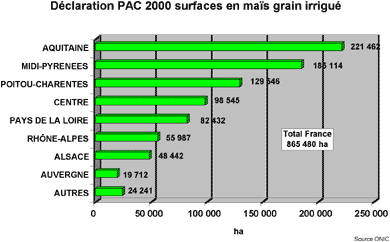 Déclaration PAC 2000 surfaces en maïs grain irrigué
AQUITAINE 221 462
MIDI-PYRENEES 185 114
POITOU-CHARENTES 129 546
CENTRE 98 545
PAYS DE LA LOIRE 82 432
RHÔNE-ALPES 55 987
ALSACE 48 442
AUVERGNE 19 712
AUTRES 24 241
Total France
865 480 ha
0 50 000 100 000 150 000 200 000 250 000
ha
Source ONIC